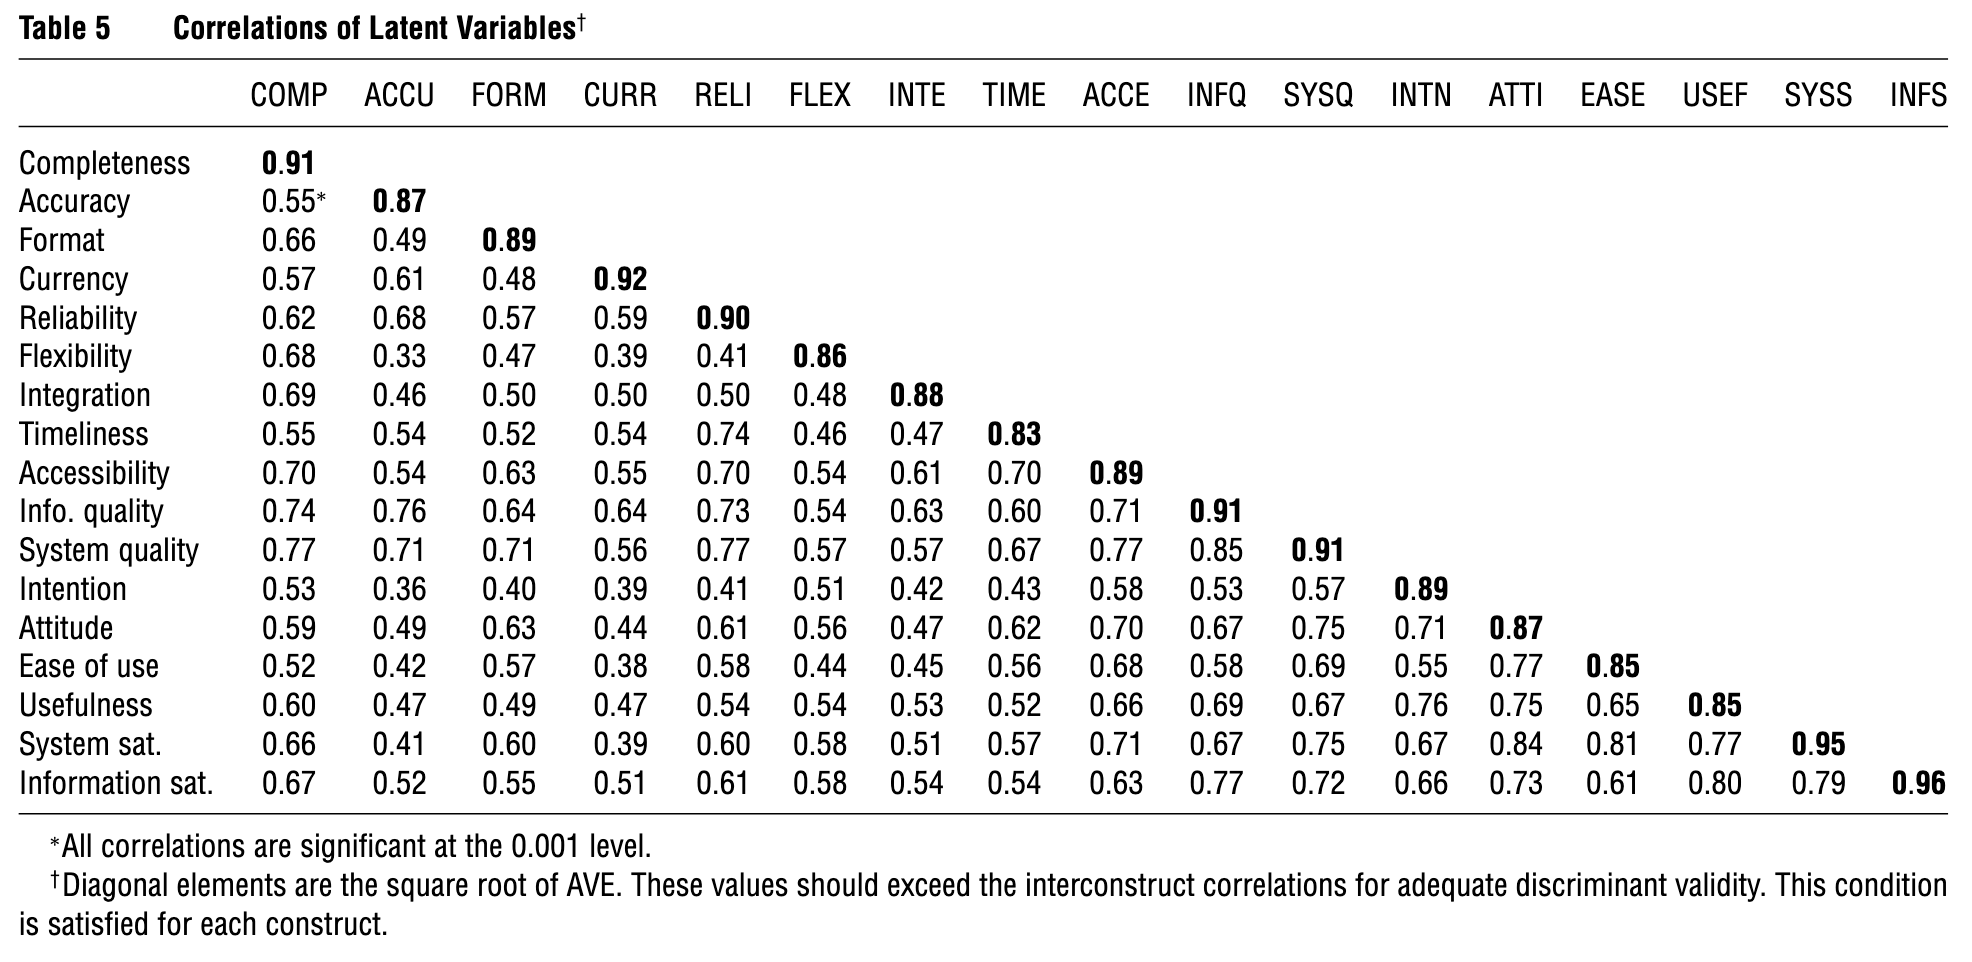 Table 5 Correlations of Latent Variables†
COMP ACCU FORM CURR RELI FLEX INTE TIME ACCE INFQ SYSQ INTN ATTI EASE USEF SYSS INFS
Completeness 0.91
Accuracy 0.55* 0.87
Format 0.66 0.49 0.89
Currency 0.57 0.61 0.48 0.92
Reliability 0.62 0.68 0.57 0.59 0.90
Flexibility 0.68 0.33 0.47 0.39 0.41 0.86
Integration 0.69 0.46 0.50 0.50 0.50 0.48 0.88
Timeliness 0.55 0.54 0.52 0.54 0.74 0.46 0.47 0.83
Accessibility 0.70 0.54 0.63 0.55 0.70 0.54 0.61 0.70 0.89
Info. quality 0.74 0.76 0.64 0.64 0.73 0.54 0.63 0.60 0.71 0.91
System quality 0.77 0.71 0.71 0.56 0.77 0.57 0.57 0.67 0.77 0.85 0.91
Intention 0.53 0.36 0.40 0.39 0.41 0.51 0.42 0.43 0.58 0.53 0.57 0.89
Attitude 0.59 0.49 0.63 0.44 0.61 0.56 0.47 0.62 0.70 0.67 0.75 0.71 0.87
Ease of use 0.52 0.42 0.57 0.38 0.58 0.44 0.45 0.56 0.68 0.58 0.69 0.55 0.77 0.85
Usefulness 0.60 0.47 0.49 0.47 0.54 0.54 0.53 0.52 0.66 0.69 0.67 0.76 0.75 0.65 0.85
System sat. 0.66 0.41 0.60 0.39 0.60 0.58 0.51 0.57 0.71 0.67 0.75 0.67 0.84 0.81 0.77 0.95
Information sat. 0.67 0.52 0.55 0.51 0.61 0.58 0.54 0.54 0.63 0.77 0.72 0.66 0.73 0.61 0.80 0.79 0.96
*All correlations are significant at the 0.001 level.
†Diagonal elements are the square root of AVE. These values should exceed the interconstruct correlations for adequate discriminant validity. This condition
is satisfied for each construct.